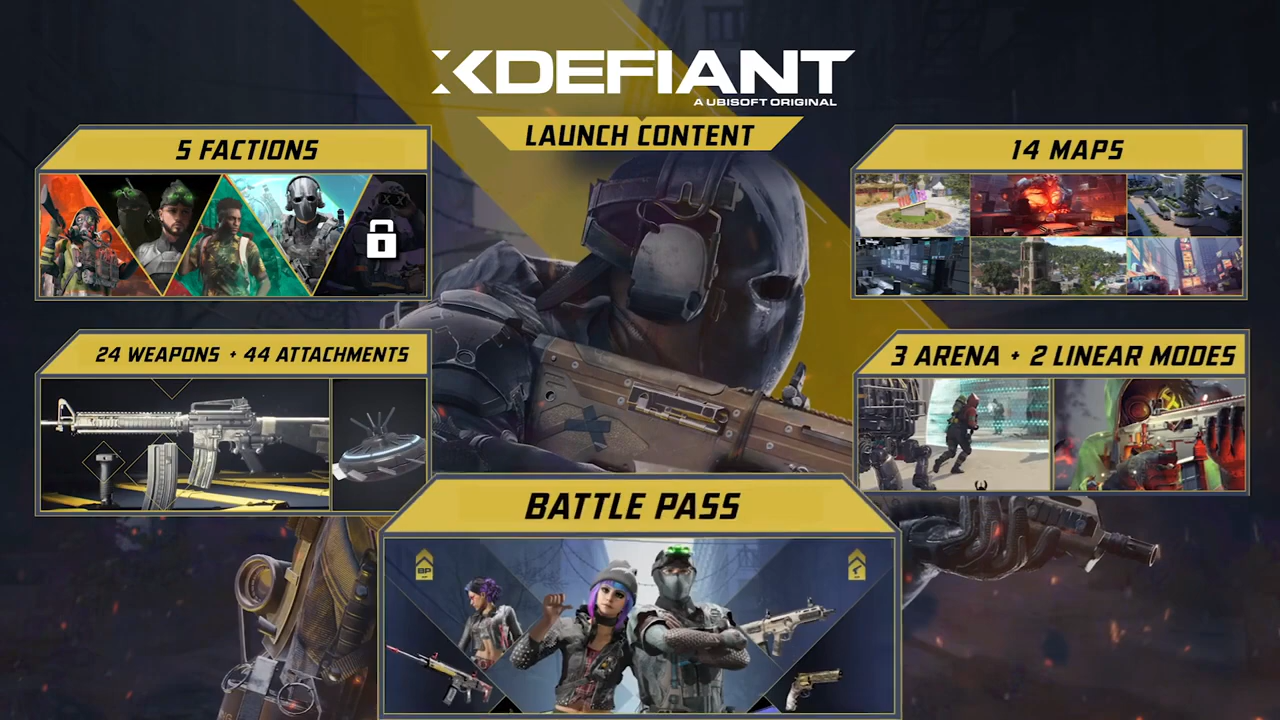 XDEFIANT
A UBISOFT ORIGINAL
LAUNCH CONTENT
5 FACTIONS
14 MAPS
24 WEAPONS + 44 ATTACHMENTS
3 ARENA + 2 LINEAR MODES
BATTLE PASS
BP